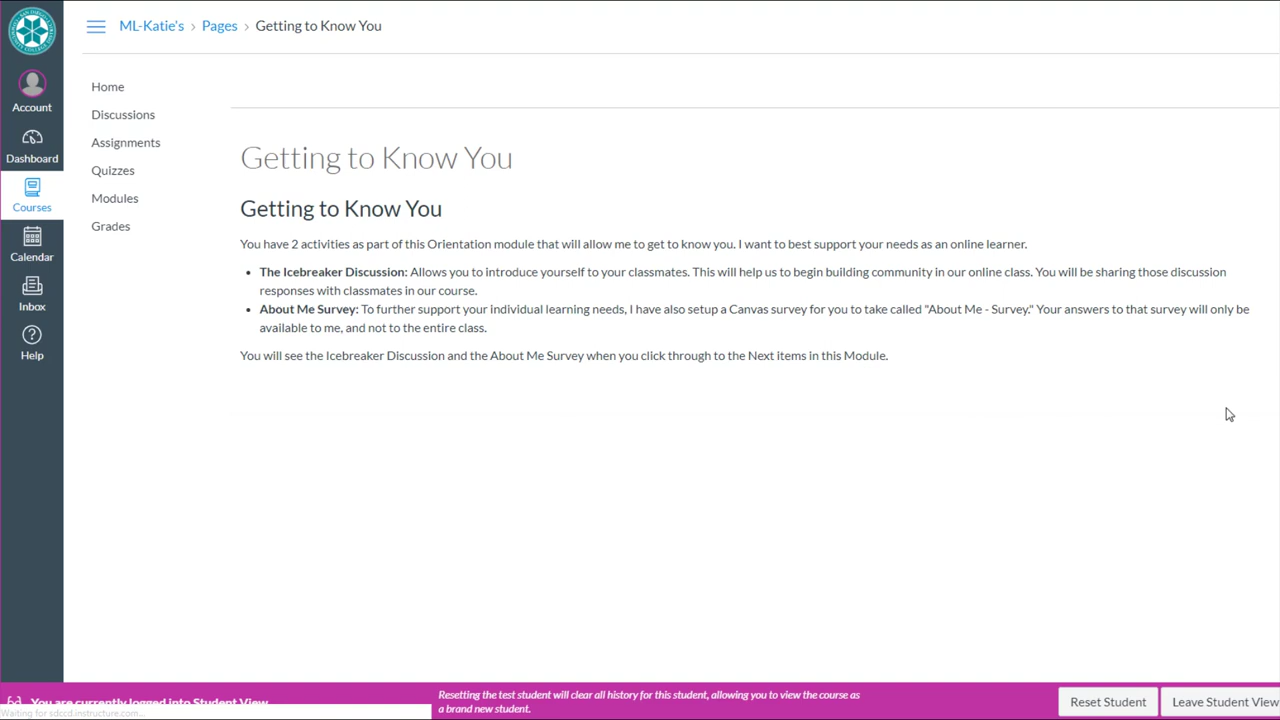 ML-Katie's › Pages › Getting to Know You
Account
Dashboard
Courses
Calendar
Inbox
Help
Home
Discussions
Assignments
Quizzes
Modules
Grades
Getting to Know You
Getting to Know You
You have 2 activities as part of this Orientation module that will allow me to get to know you. I want to best support your needs as an online learner.
• The Icebreaker Discussion: Allows you to introduce yourself to your classmates. This will help us to begin building community in our online class. You will be sharing those discussion
responses with classmates in our course.
• About Me Survey: To further support your individual learning needs, I have also setup a Canvas survey for you to take called "About Me - Survey." Your answers to that survey will only be
available to me, and not to the entire class.
You will see the Icebreaker Discussion and the About Me Survey when you click through to the Next items in this Module.
You are currently logged into Student View
Waiting for sdccd.instructure.com...
Resetting the test student will clear all history for this student, allowing you to view the course as
a brand new student.
Reset Student
Leave Student View